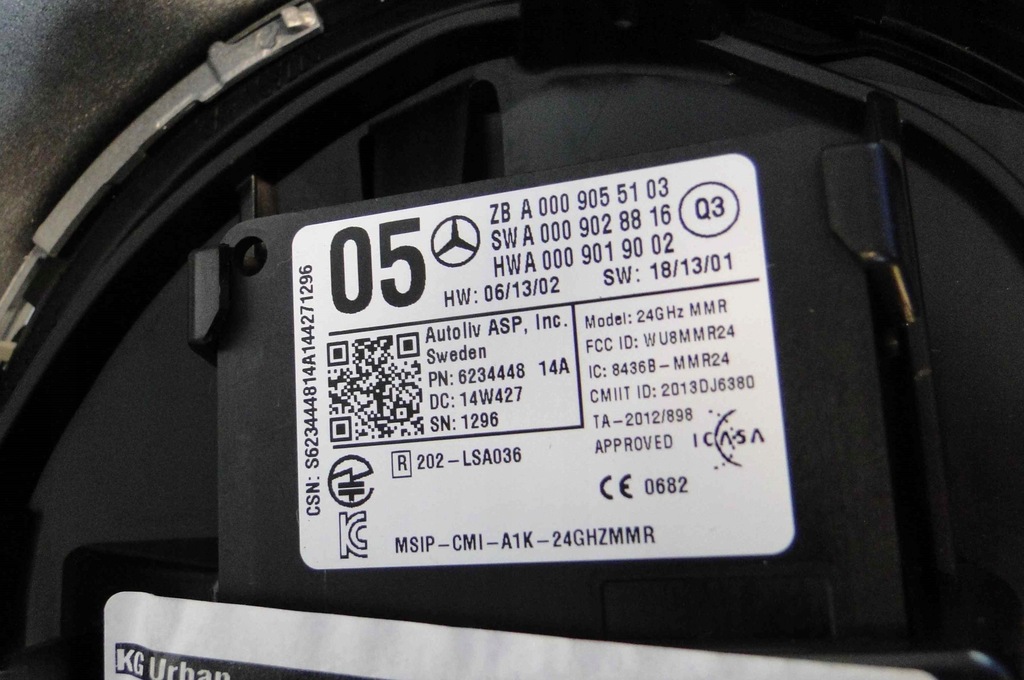 05
ZB A 000 905 51 03
SW A 000 902 88 16
HW A 000 901 90 02
Q3
HW: 06/13/02 SW: 18/13/01
CSN: S623444814A144271296
Autoliv ASP, Inc.
Sweden
PN: 6234448 14A
DC: 14W427
SN: 1296
Model: 24GHz MMR
FCC ID: WU8MMR24
IC: 8436B-MMR24
CMIIT ID: 2013DJ6380
TA-2012/898
APPROVED ICASA
R 202-LSA036
CE 0682
MSIP-CMI-A1K-24GHZMMR
KG Urban